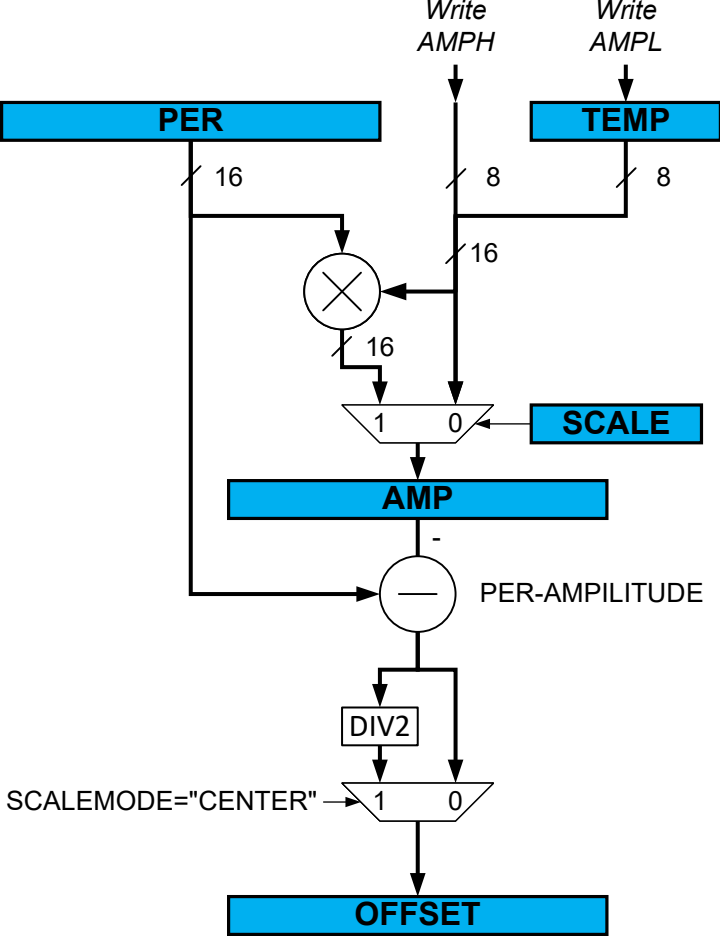 Write
AMPH
Write
AMPL
PER
TEMP
16
8
8
16
16
1
0
SCALE
AMP
-
PER-AMPILITUDE
DIV2
SCALEMODE="CENTER"
1
0
OFFSET